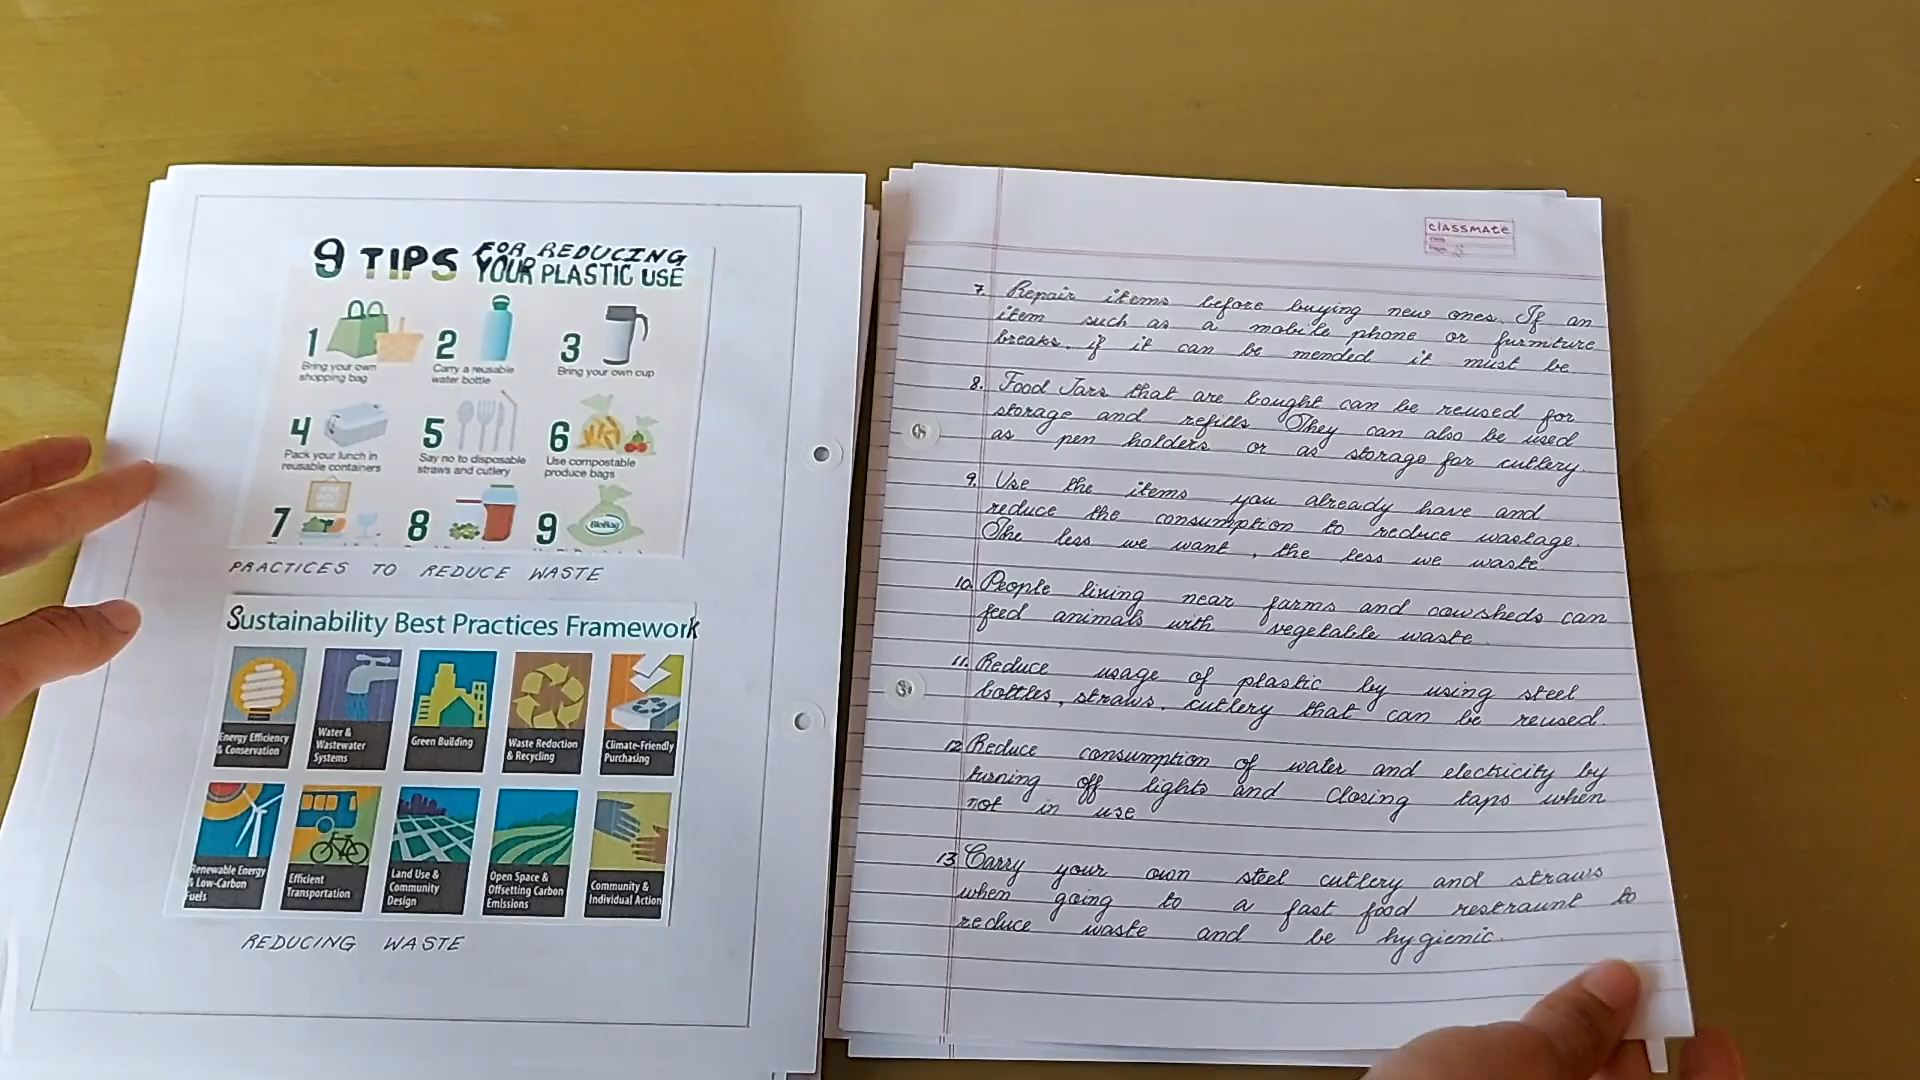 9 TIPS FOR REDUCING
YOUR PLASTIC USE
1
Bring your own
shopping bag
2
Carry a reusable
water bottle
3
Bring your own cup
4
Pack your lunch in
reusable containers
5
Say no to disposable
straws and cutlery
6
Use compostable
produce bags
7
8
9
BioBag
PRACTICES TO REDUCE WASTE
Sustainability Best Practices Framework
Energy Efficiency
& Conservation
Water &
Wastewater
Systems
Green Building
Waste Reduction
& Recycling
Climate-Friendly
Purchasing
Renewable Energy
& Low-Carbon
Fuels
Efficient
Transportation
Land Use &
Community
Design
Open Space &
Offsetting Carbon
Emissions
Community &
Individual Action
REDUCING WASTE
classmate
Date
Page
7. Repair items before buying new ones. If an
item such as a mobile phone or furniture
breaks, if it can be mended it must be
8. Food Jars that are bought can be reused for
storage and refills They can also be used
as pen holders or as storage for cutlery.
9. Use the items you already have and
reduce the consumption to reduce wastage.
The less we want, the less we waste.
10. People living near farms and cowsheds can
feed animals with vegetable waste.
11. Reduce usage of plastic by using steel
bottles, straws, cutlery that can be reused.
12 Reduce consumption of water and electricity by
turning off lights and closing taps when
not in use
13 Carry your own steel cutlery and straws
when going to a fast food restraunt to
reduce waste and be hygienic.